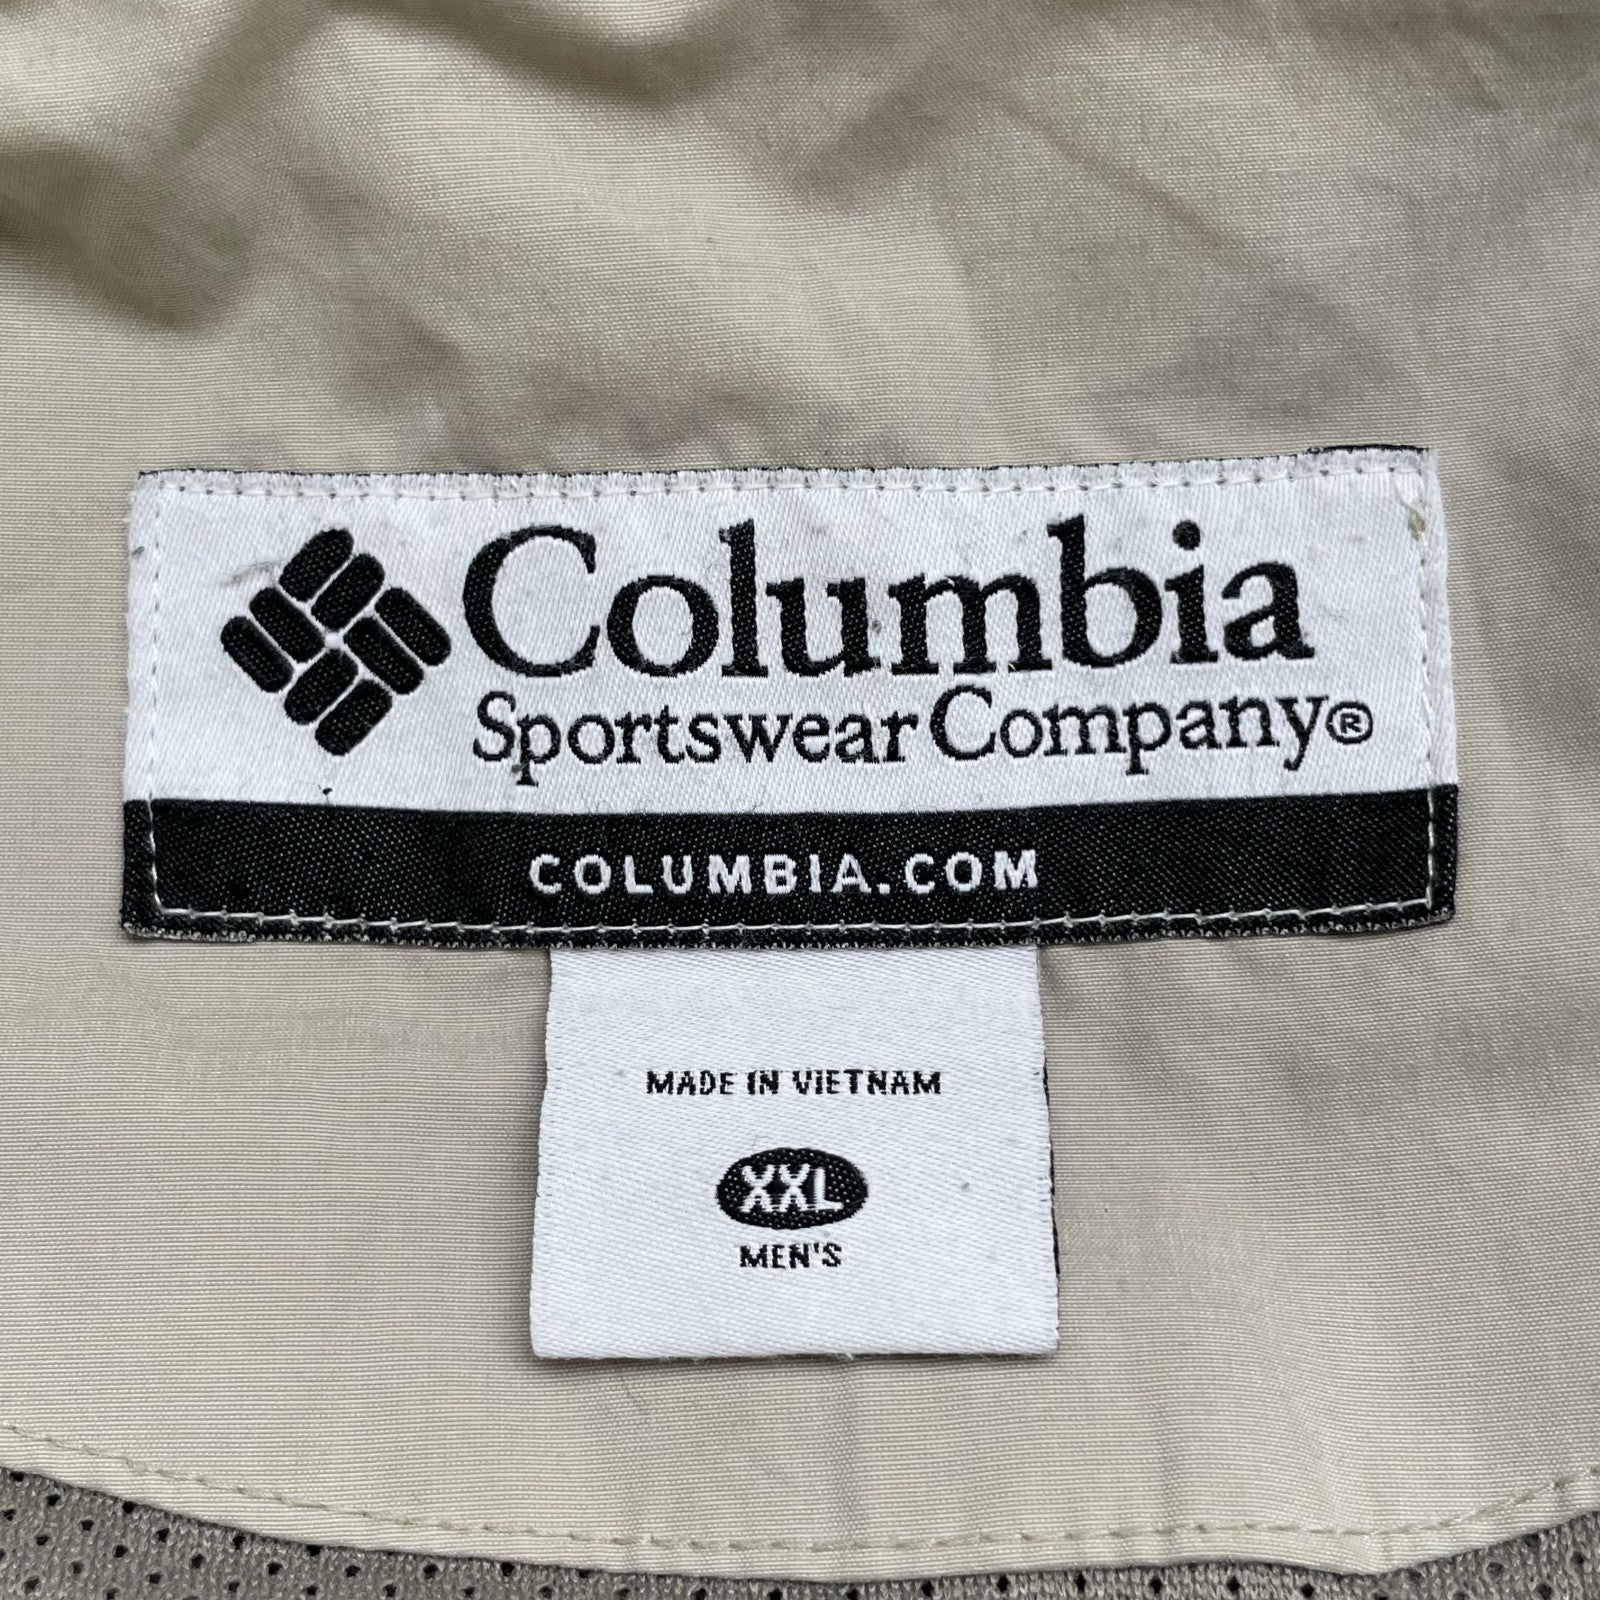 Columbia
Sportswear Company®
COLUMBIA.COM
MADE IN VIETNAM
XXL
MEN'S